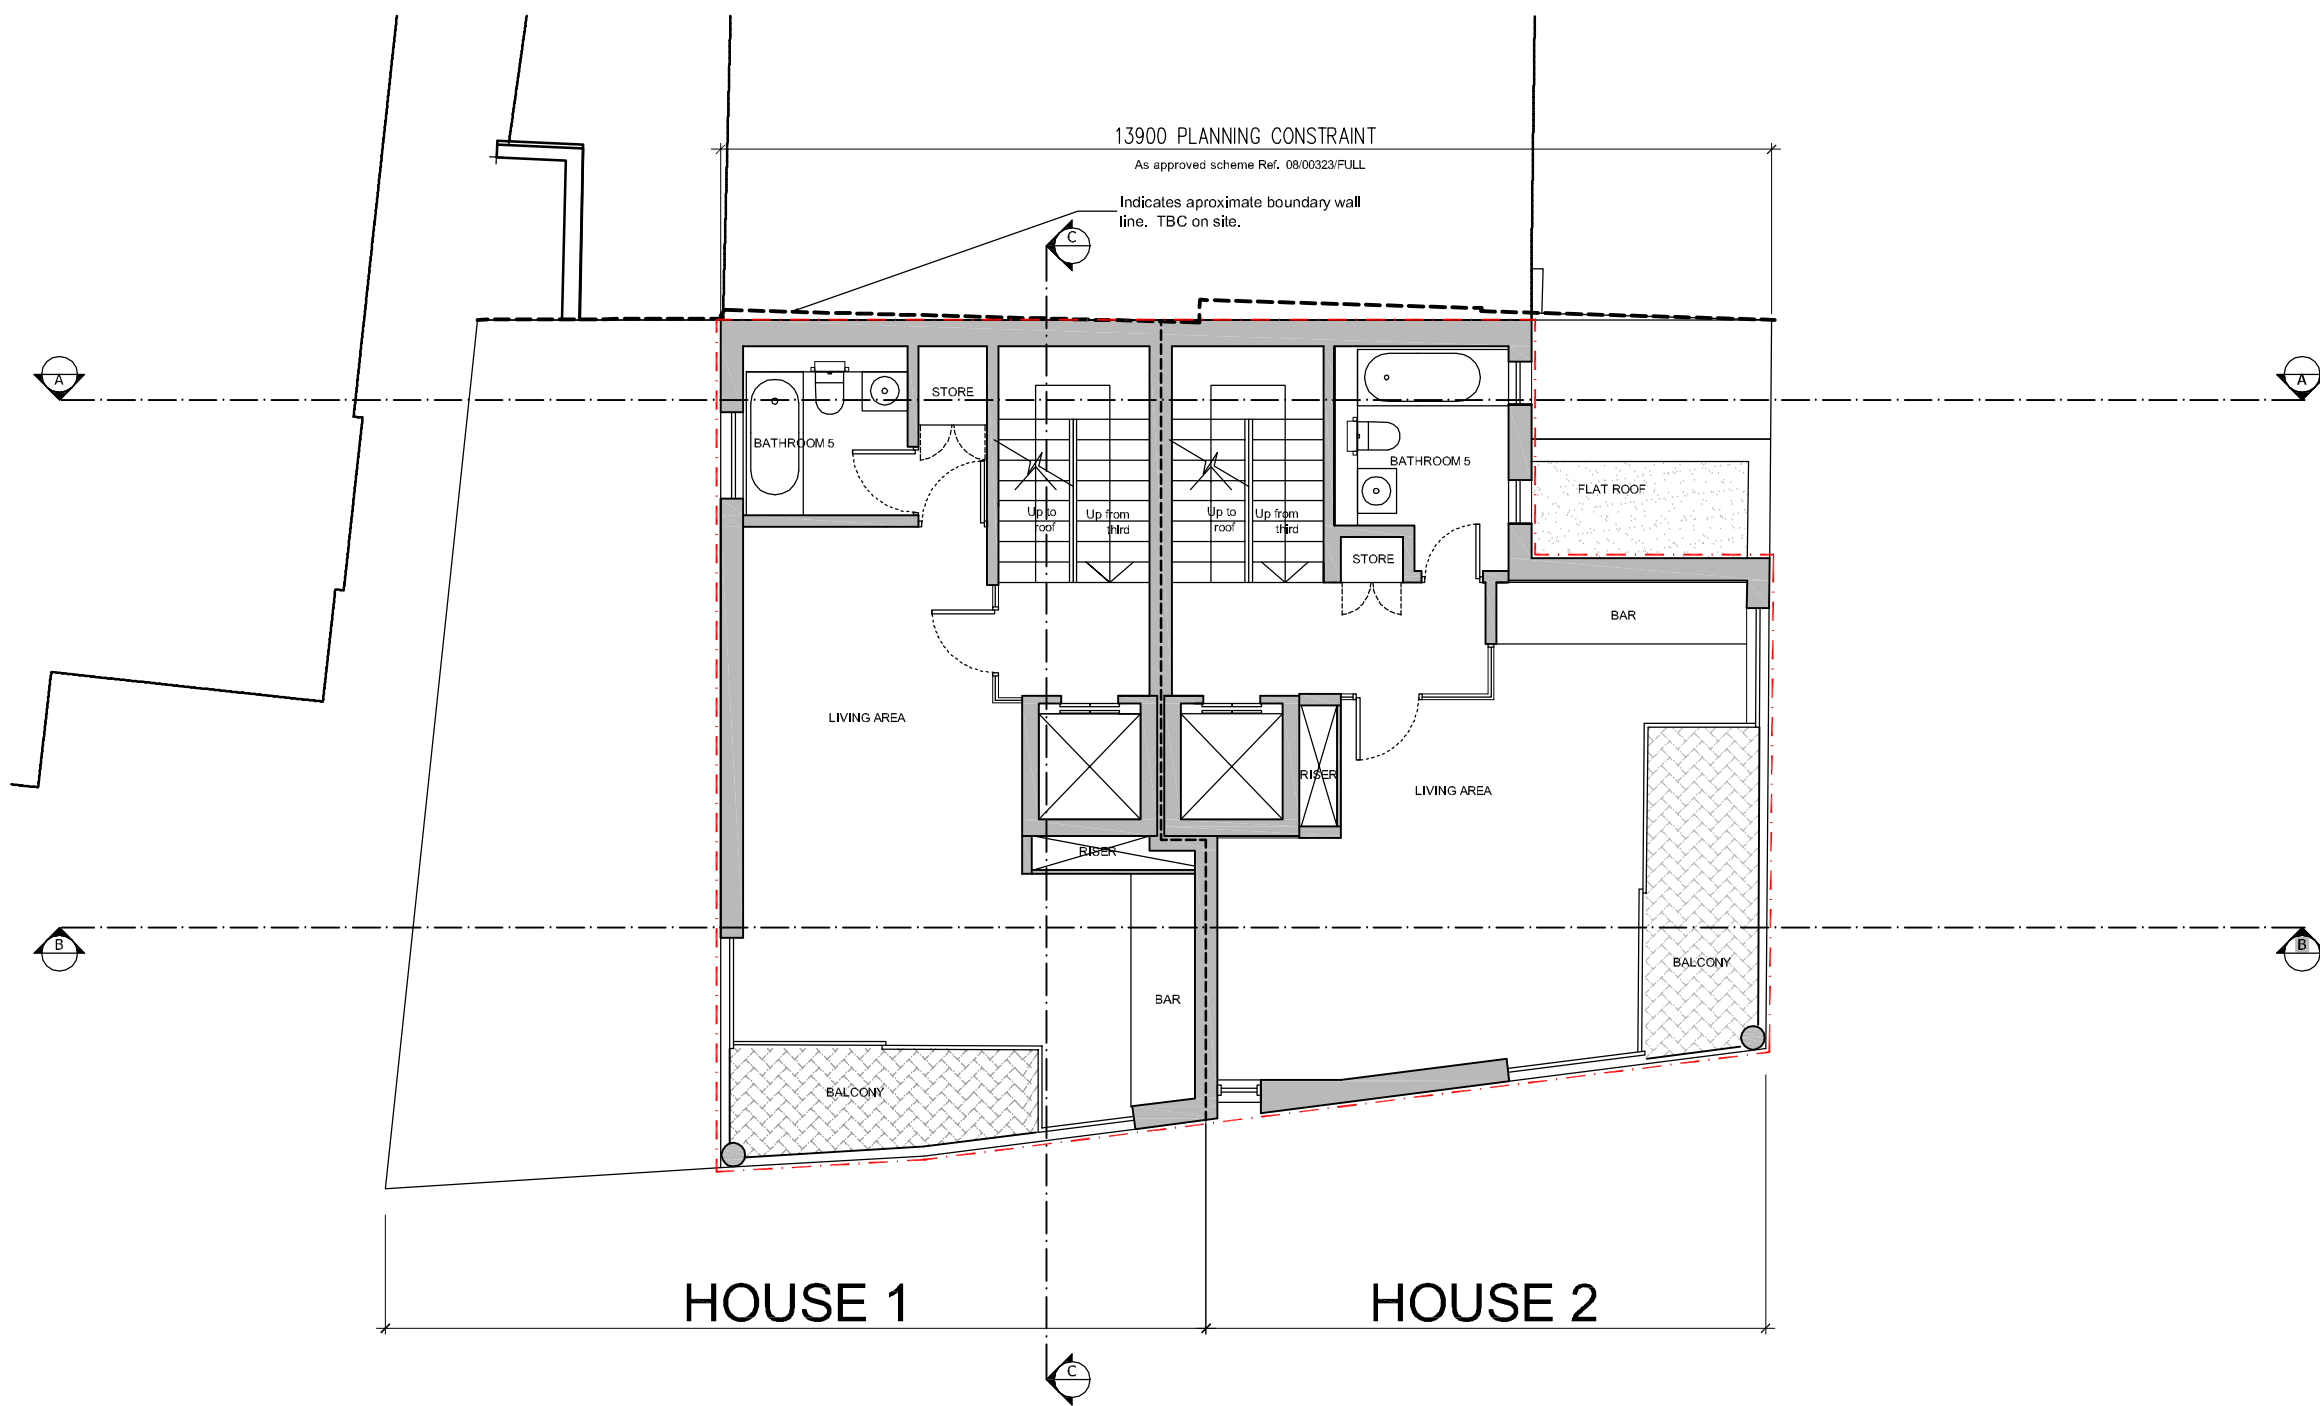 13900 PLANNING CONSTRAINT
As approved scheme Ref. 08/00323/FULL
Indicates aproximate boundary wall
line. TBC on site.
C
A
A
STORE
BATHROOM 5
BATHROOM 5
FLAT ROOF
Up to
roof
Up from
third
Up to
roof
Up from
third
STORE
BAR
LIVING AREA
RISER
LIVING AREA
RISER
B
B
BALCONY
BAR
BALCONY
HOUSE 1
HOUSE 2
C